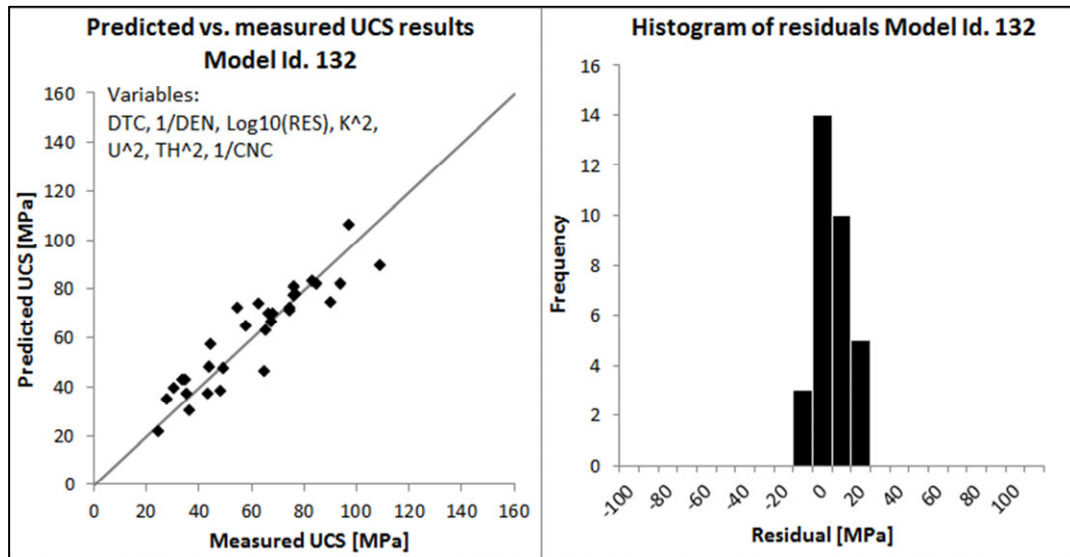 Predicted vs. measured UCS results
Model Id. 132
Variables:
DTC, 1/DEN, Log10(RES), K^2,
U^2, TH^2, 1/CNC
Predicted UCS [MPa]
160
140
120
100
80
60
40
20
0
0 20 40 60 80 100 120 140 160
Measured UCS [MPa]
Histogram of residuals Model Id. 132
Frequency
16
14
12
10
8
6
4
2
0
-100 -80 -60 -40 -20 0 20 40 60 80 100
Residual [MPa]